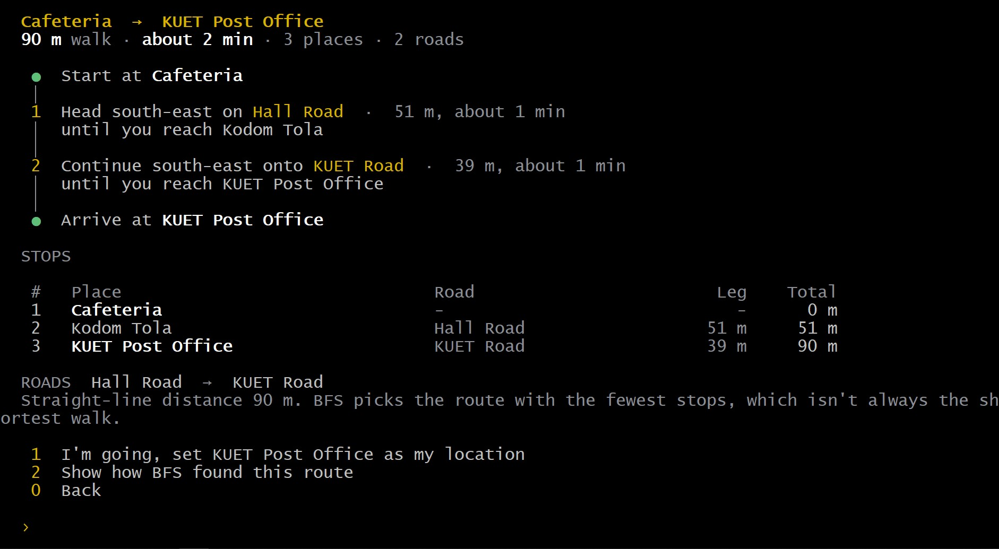 Cafeteria → KUET Post Office
90 m walk · about 2 min · 3 places · 2 roads
● Start at Cafeteria
1 Head south-east on Hall Road · 51 m, about 1 min
until you reach Kodom Tola
2 Continue south-east onto KUET Road · 39 m, about 1 min
until you reach KUET Post Office
● Arrive at KUET Post Office
STOPS
# Place Road Leg Total
1 Cafeteria – – 0 m
2 Kodom Tola Hall Road 51 m 51 m
3 KUET Post Office KUET Road 39 m 90 m
ROADS Hall Road → KUET Road
Straight-line distance 90 m. BFS picks the route with the fewest stops, which isn't always the sh
ortest walk.
1 I'm going, set KUET Post Office as my location
2 Show how BFS found this route
0 Back
›